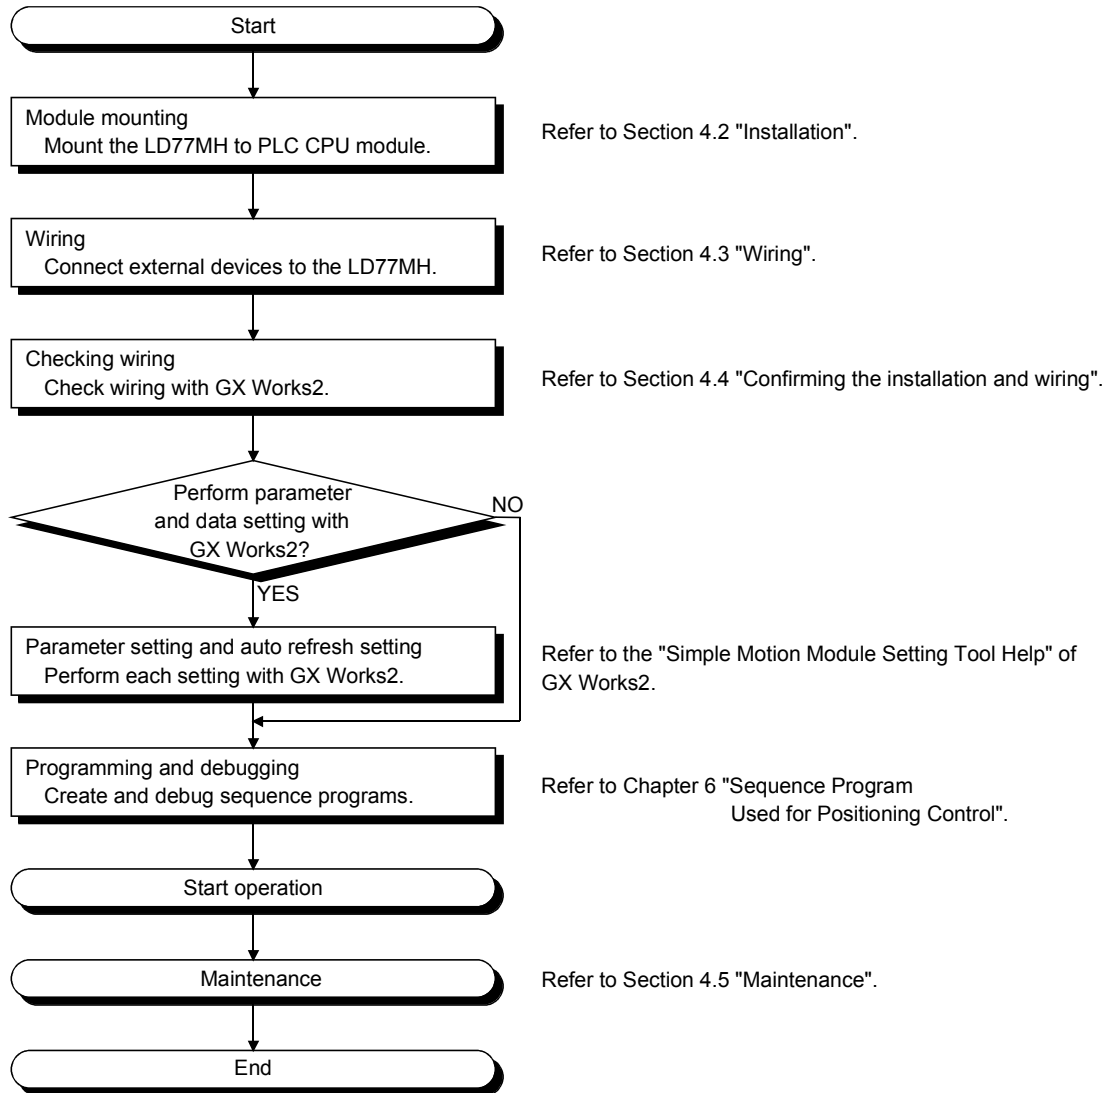 Start
Module mounting
Mount the LD77MH to PLC CPU module.
Refer to Section 4.2 "Installation".
Wiring
Connect external devices to the LD77MH.
Refer to Section 4.3 "Wiring".
Checking wiring
Check wiring with GX Works2.
Refer to Section 4.4 "Confirming the installation and wiring".
Perform parameter
and data setting with
GX Works2?
NO
YES
Parameter setting and auto refresh setting
Perform each setting with GX Works2.
Refer to the "Simple Motion Module Setting Tool Help" of
GX Works2.
Programming and debugging
Create and debug sequence programs.
Refer to Chapter 6 "Sequence Program
Used for Positioning Control".
Start operation
Maintenance
Refer to Section 4.5 "Maintenance".
End